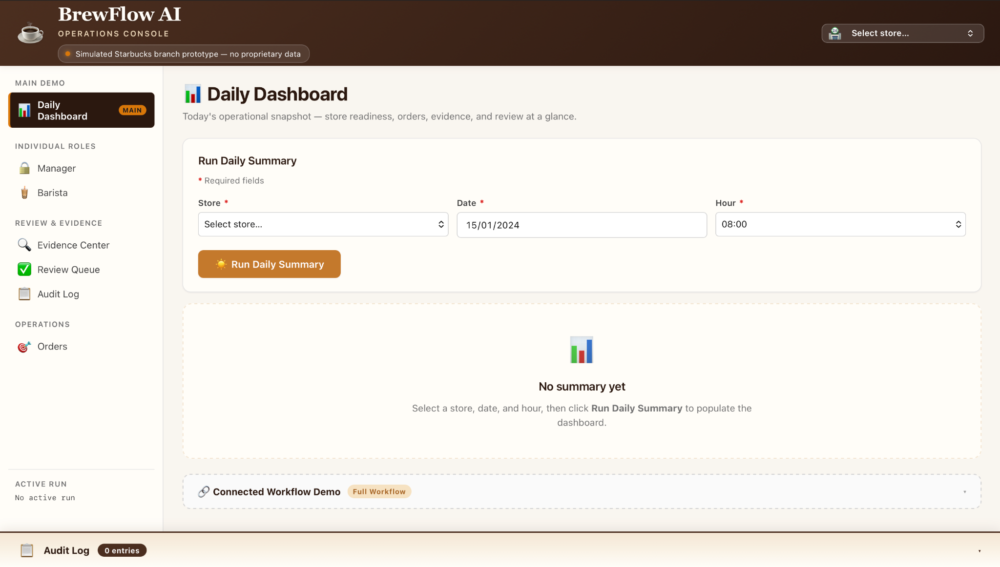 BrewFlow AI
OPERATIONS CONSOLE
Simulated Starbucks branch prototype — no proprietary data
Select store...
MAIN DEMO
Daily
Dashboard
MAIN
INDIVIDUAL ROLES
Manager
Barista
REVIEW & EVIDENCE
Evidence Center
Review Queue
Audit Log
OPERATIONS
Orders
ACTIVE RUN
No active run
Daily Dashboard
Today's operational snapshot — store readiness, orders, evidence, and review at a glance.
Run Daily Summary
* Required fields
Store *
Select store...
Date *
15/01/2024
Hour *
08:00
Run Daily Summary
No summary yet
Select a store, date, and hour, then click Run Daily Summary to populate the
dashboard.
Connected Workflow Demo
Full Workflow
Audit Log
0 entries